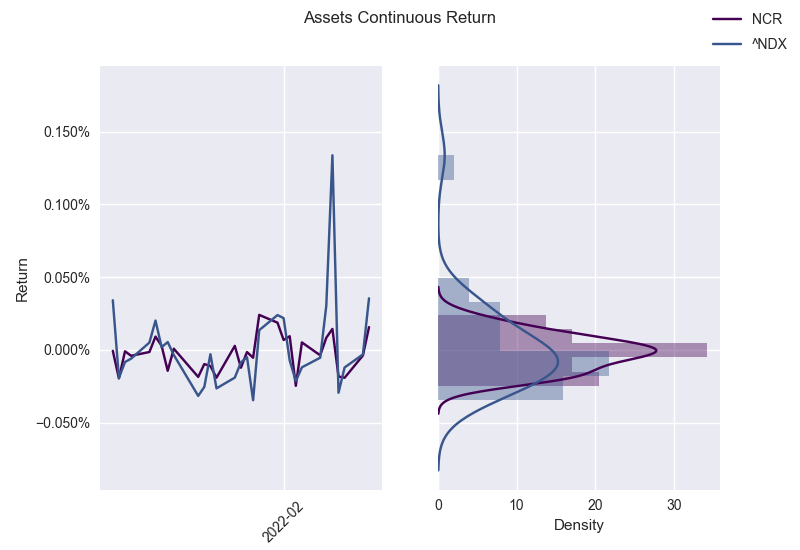 Assets Continuous Return
NCR
^NDX
Return
0.150%
0.100%
0.050%
0.000%
−0.050%
2022-02
0 10 20 30
Density